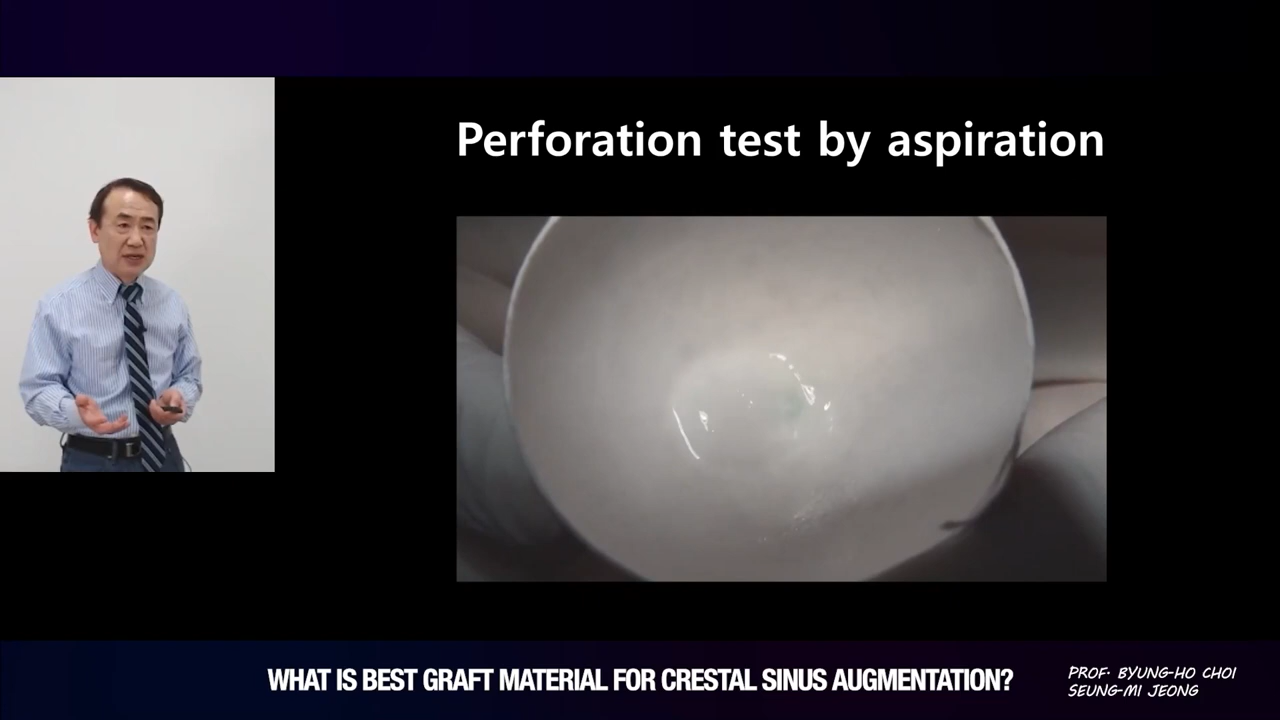 Perforation test by aspiration
WHAT IS BEST GRAFT MATERIAL FOR CRESTAL SINUS AUGMENTATION?
PROF. BYUNG-HO CHOI
SEUNG-MI JEONG